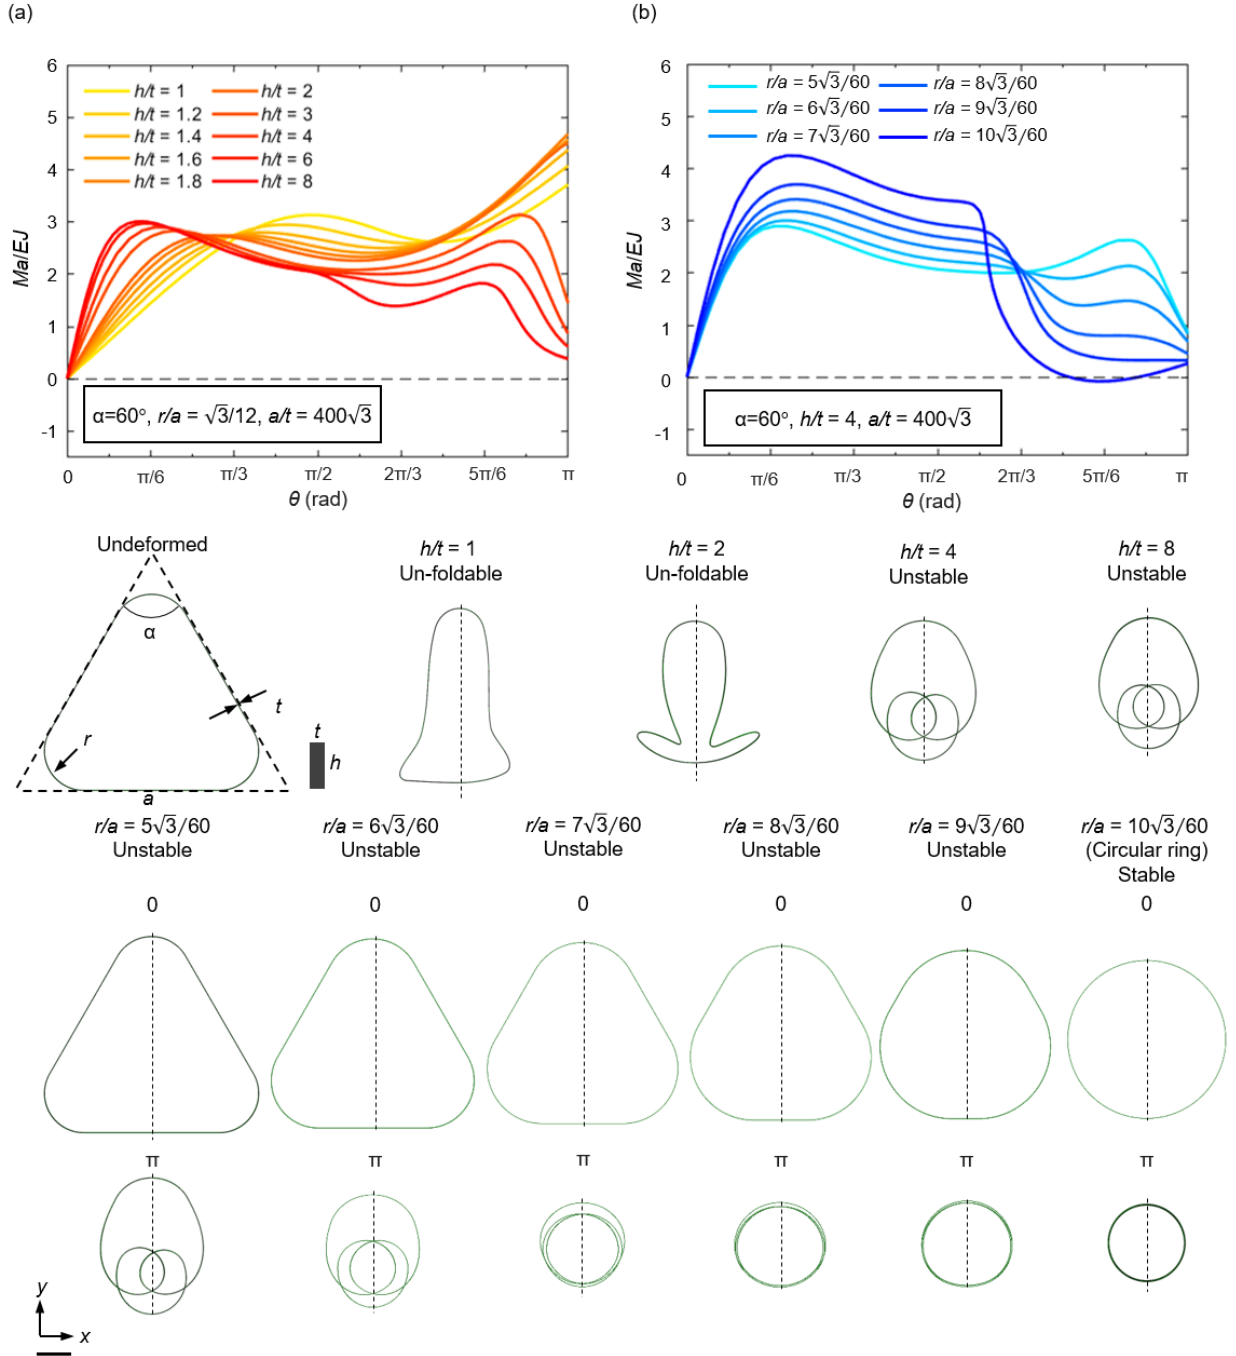 (a)
(b)
6
5
4
3
2
1
0
-1
Ma/EJ
h/t = 1
h/t = 1.2
h/t = 1.4
h/t = 1.6
h/t = 1.8
h/t = 2
h/t = 3
h/t = 4
h/t = 6
h/t = 8
α=60°, r/a = √3/12, a/t = 400√3
0
π/6
π/3
π/2
2π/3
5π/6
π
θ (rad)
6
5
4
3
2
1
0
-1
Ma/EJ
r/a = 5√3/60
r/a = 6√3/60
r/a = 7√3/60
r/a = 8√3/60
r/a = 9√3/60
r/a = 10√3/60
α=60°, h/t = 4, a/t = 400√3
0
π/6
π/3
π/2
2π/3
5π/6
π
θ (rad)
Undeformed
α
t
r
t
h
a
h/t = 1
Un-foldable
h/t = 2
Un-foldable
h/t = 4
Unstable
h/t = 8
Unstable
r/a = 5√3/60
Unstable
r/a = 6√3/60
Unstable
r/a = 7√3/60
Unstable
r/a = 8√3/60
Unstable
r/a = 9√3/60
Unstable
r/a = 10√3/60
(Circular ring)
Stable
0
0
0
0
0
0
π
π
π
π
π
π
y
x